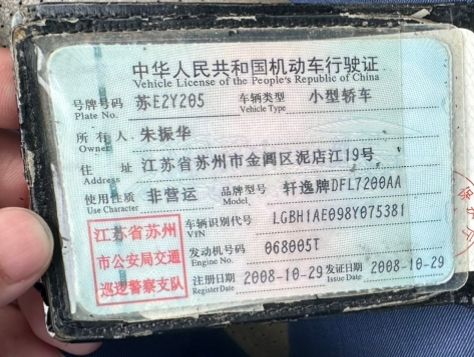 中华人民共和国机动车行驶证
Vehicle License of the People's Republic of China
号牌号码 苏E2Y205 车辆类型 小型轿车
Plate No. Vehicle Type
所有人 朱振华
Owner
住址 江苏省苏州市金阊区泥店江19号
Address
使用性质 非营运 品牌型号 轩逸牌DFL7200AA
Use Character Model
江苏省苏州
市公安局交通
巡逻警察支队
车辆识别代号 LGBH1AE098Y075381
VIN
发动机号码 068005T
Engine No.
注册日期 2008-10-29 发证日期 2008-10-29
Register Date Issue Date